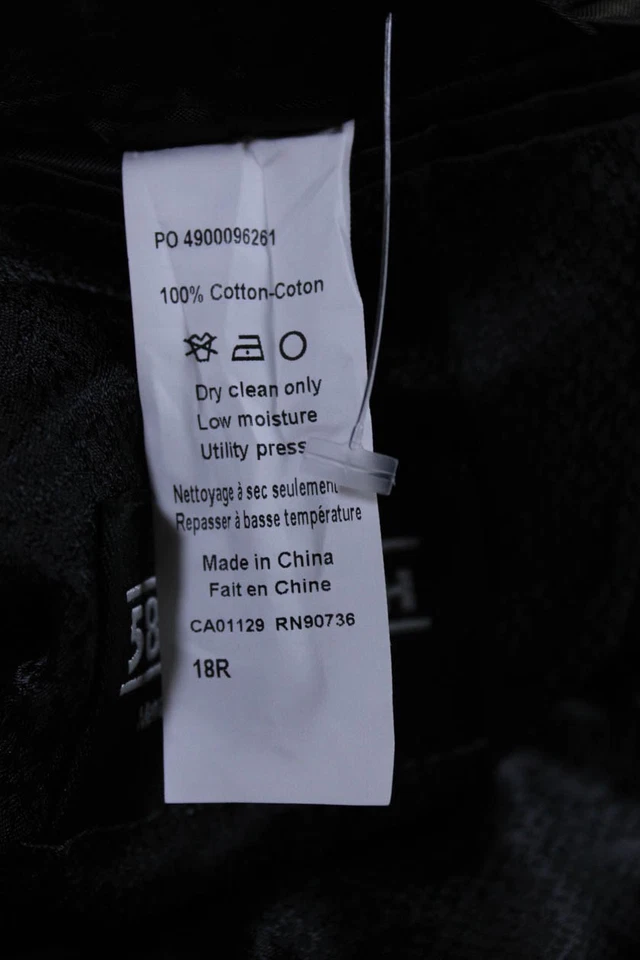 PO 4900096261
100% Cotton-Coton
Dry clean only
Low moisture
Utility press
Nettoyage à sec seulement
Repasser à basse température
Made in China
Fait en Chine
CA01129 RN90736
18R
58